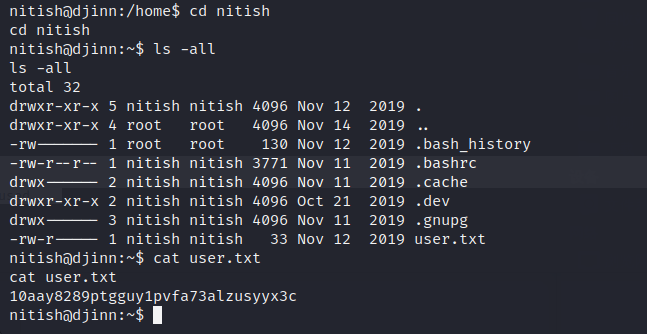 nitish@djinn:/home$ cd nitish
cd nitish
nitish@djinn:~$ ls -all
ls -all
total 32
drwxr-xr-x 5 nitish nitish 4096 Nov 12  2019 .
drwxr-xr-x 4 root   root   4096 Nov 14  2019 ..
-rw------- 1 root   root    130 Nov 12  2019 .bash_history
-rw-r--r-- 1 nitish nitish 3771 Nov 11  2019 .bashrc
drwx------ 2 nitish nitish 4096 Nov 11  2019 .cache
drwxr-xr-x 2 nitish nitish 4096 Oct 21  2019 .dev
drwx------ 3 nitish nitish 4096 Nov 11  2019 .gnupg
-rw-r----- 1 nitish nitish   33 Nov 12  2019 user.txt
nitish@djinn:~$ cat user.txt
cat user.txt
10aay8289ptgguy1pvfa73alzusyyx3c
nitish@djinn:~$